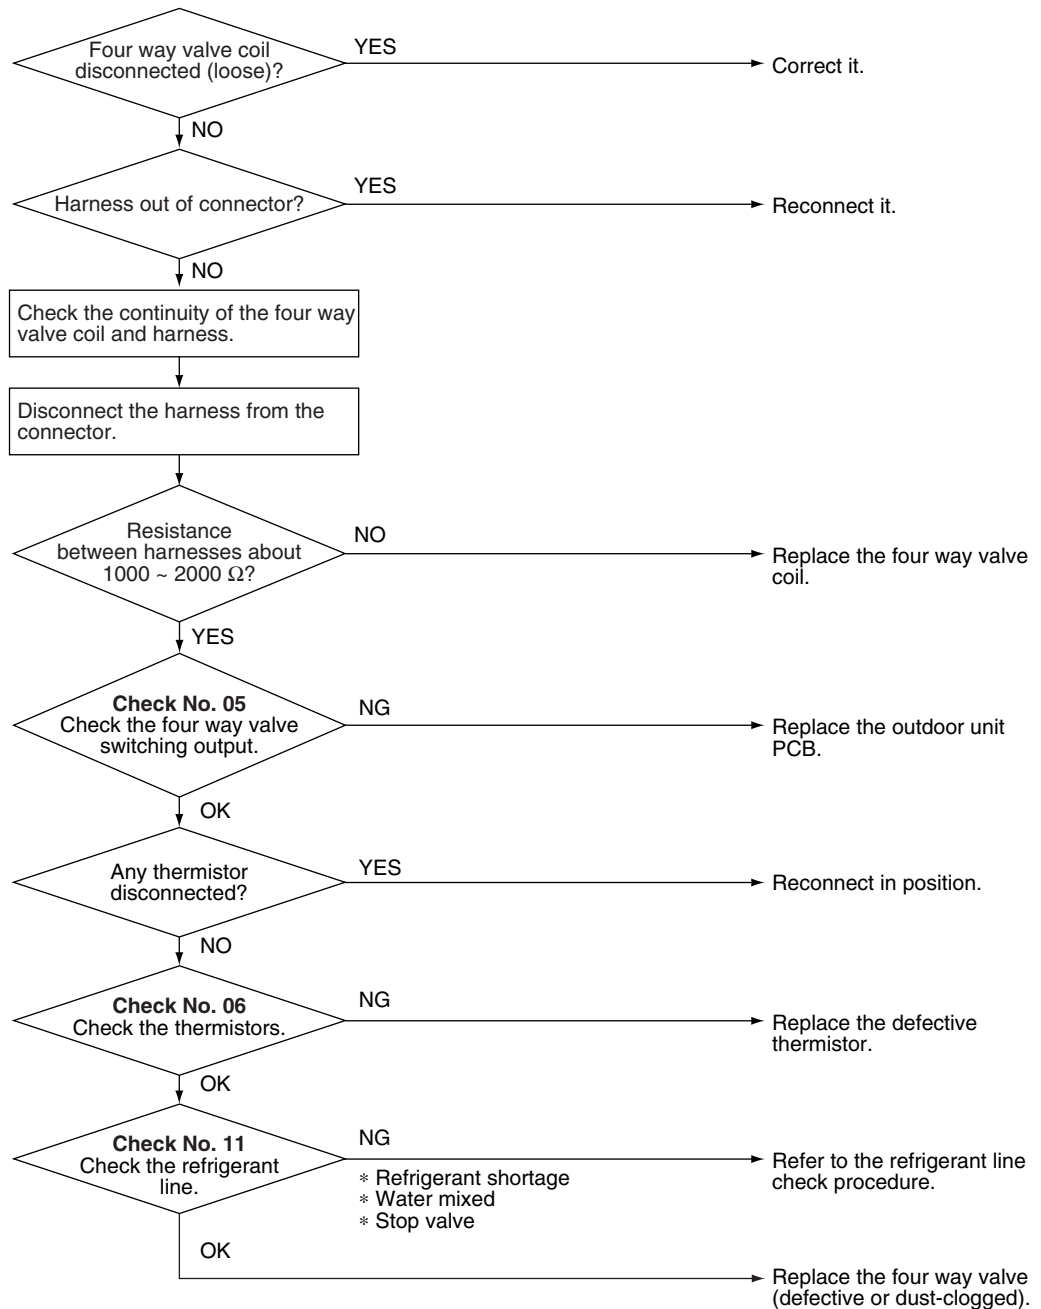 Four way valve coil
disconnected (loose)?
YES
Correct it.
NO
Harness out of connector?
YES
Reconnect it.
NO
Check the continuity of the four way
valve coil and harness.
Disconnect the harness from the
connector.
Resistance
between harnesses about
1000 ~ 2000 Ω?
NO
Replace the four way valve
coil.
YES
Check No. 05
Check the four way valve
switching output.
NG
Replace the outdoor unit
PCB.
OK
Any thermistor
disconnected?
YES
Reconnect in position.
NO
Check No. 06
Check the thermistors.
NG
Replace the defective
thermistor.
OK
Check No. 11
Check the refrigerant
line.
NG
∗ Refrigerant shortage
∗ Water mixed
∗ Stop valve
Refer to the refrigerant line
check procedure.
OK
Replace the four way valve
(defective or dust-clogged).